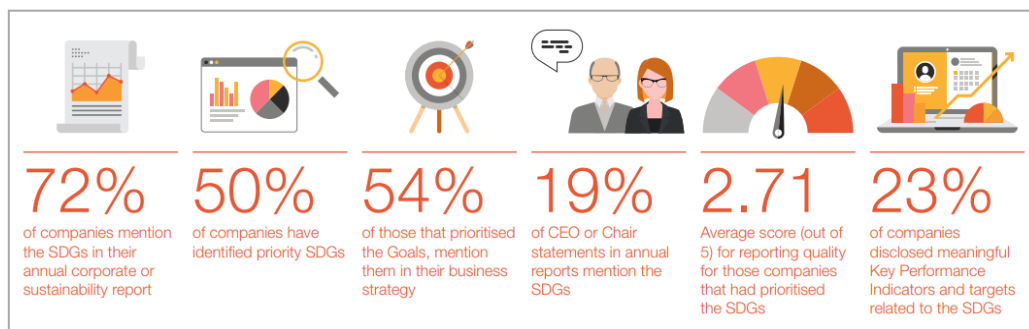 72%
of companies mention
the SDGs in their
annual corporate or
sustainability report
50%
of companies have
identified priority SDGs
54%
of those that prioritised
the Goals, mention
them in their business
strategy
19%
of CEO or Chair
statements in annual
reports mention the
SDGs
2.71
Average score (out of
5) for reporting quality
for those companies
that had prioritised
the SDGs
23%
of companies
disclosed meaningful
Key Performance
Indicators and targets
related to the SDGs